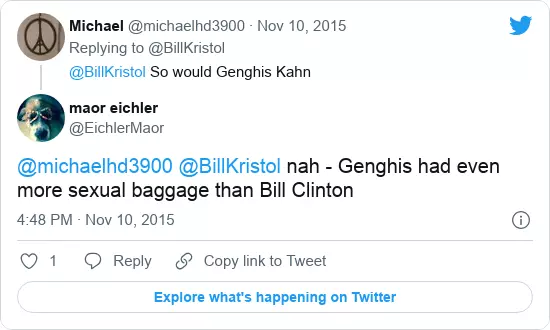 Michael @michaelhd3900 · Nov 10, 2015
Replying to @BillKristol
@BillKristol So would Genghis Kahn
maor eichler
@EichlerMaor
@michaelhd3900 @BillKristol nah - Genghis had even
more sexual baggage than Bill Clinton
4:48 PM · Nov 10, 2015
1 Reply Copy link to Tweet
Explore what's happening on Twitter